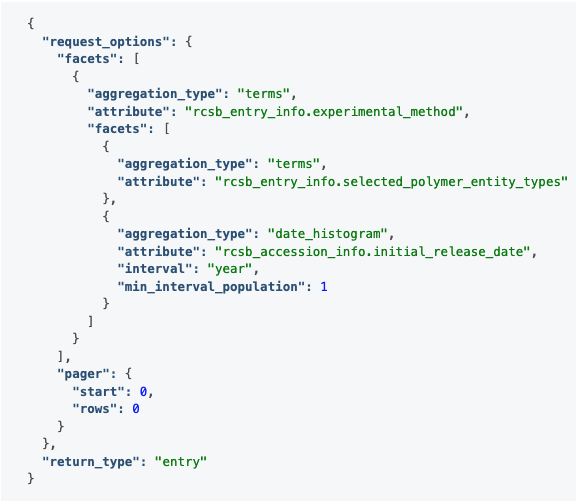 {
  "request_options": {
    "facets": [
      {
        "aggregation_type": "terms",
        "attribute": "rcsb_entry_info.experimental_method",
        "facets": [
          {
            "aggregation_type": "terms",
            "attribute": "rcsb_entry_info.selected_polymer_entity_types"
          },
          {
            "aggregation_type": "date_histogram",
            "attribute": "rcsb_accession_info.initial_release_date",
            "interval": "year",
            "min_interval_population": 1
          }
        ]
      }
    ],
    "pager": {
      "start": 0,
      "rows": 0
    }
  },
  "return_type": "entry"
}